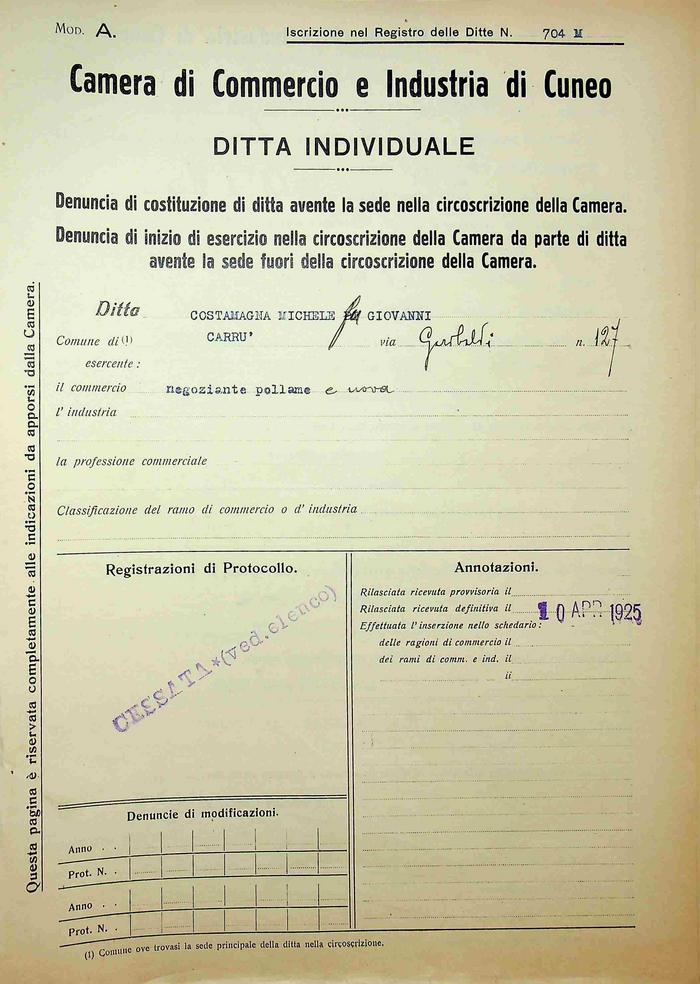 Mod. A.
Iscrizione nel Registro delle Ditte N. 704 M
Camera di Commercio e Industria di Cuneo
DITTA INDIVIDUALE
Denuncia di costituzione di ditta avente la sede nella circoscrizione della Camera.
Denuncia di inizio di esercizio nella circoscrizione della Camera da parte di ditta
avente la sede fuori della circoscrizione della Camera.
Ditta COSTAMAGNA MICHELE fu GIOVANNI
Comune di (1) CARRU' via Garibaldi n. 127
esercente :
il commercio negoziante pollame e uova
l' industria
la professione commerciale
Classificazione del ramo di commercio o d' industria
Questa pagina è riservata completamente alle indicazioni da apporsi dalla Camera.
Registrazioni di Protocollo.
CESSATA*(ved.elenco)
Denuncie di modificazioni.
Anno . .
Prot. N. .
Anno . .
Prot. N. .
Annotazioni.
Rilasciata ricevuta provvisoria il
Rilasciata ricevuta definitiva il 10 APR 1925
Effettuata l'inserzione nello schedario :
delle ragioni di commercio il
dei rami di comm. e ind. il
ii
(1) Comune ove trovasi la sede principale della ditta nella circoscrizione.